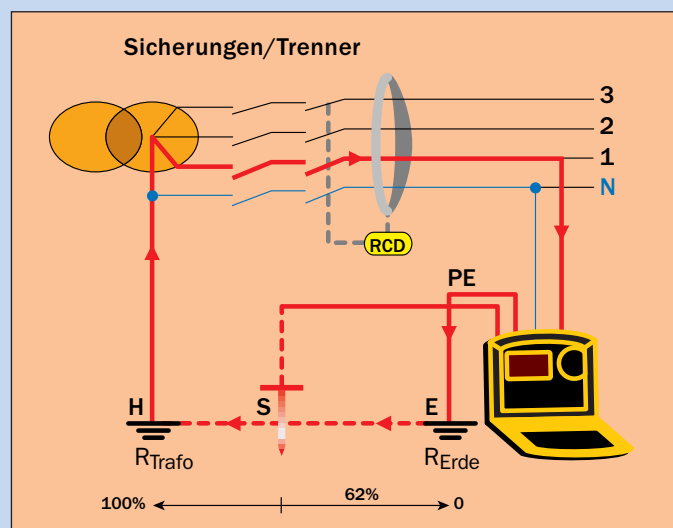 Sicherungen/Trenner
3
2
1
N
RCD
PE
H
S
E
RTrafo
RErde
100%
62%
0